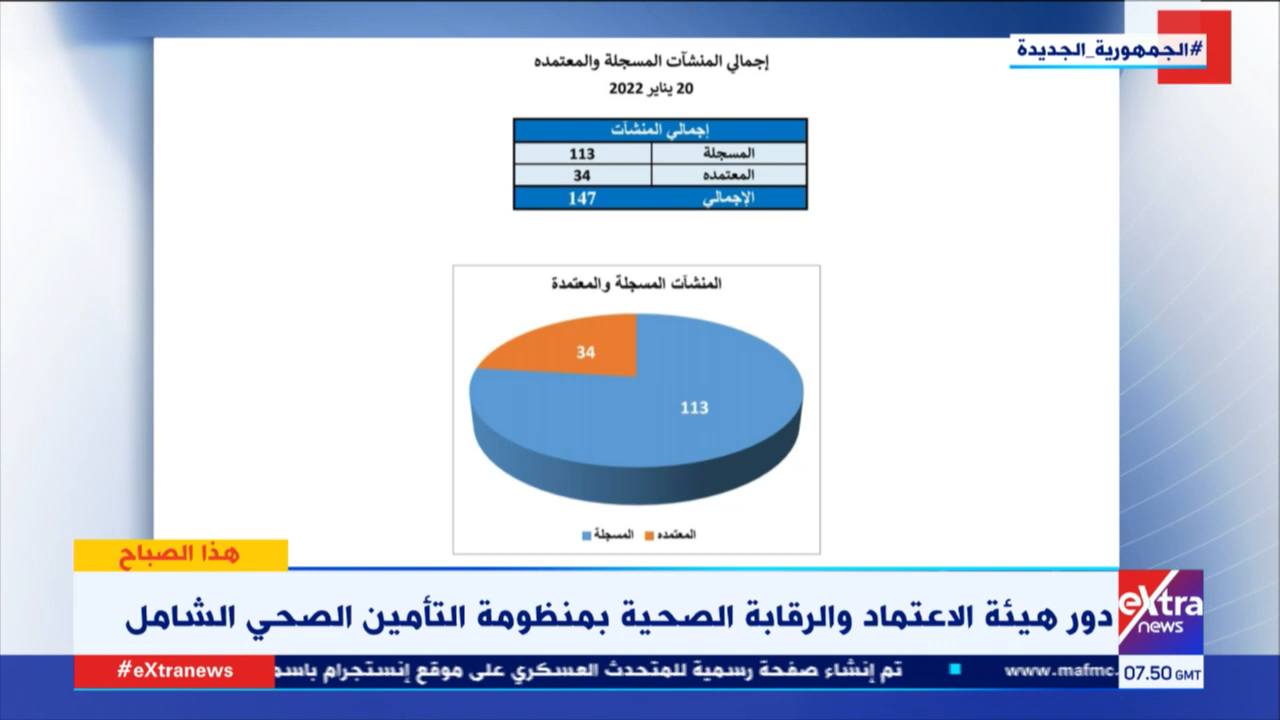 #الجمهورية_الجديدة
إجمالي المنشآت المسجلة والمعتمده
20 يناير 2022
إجمالي المنشآت
المسجلة 113
المعتمده 34
الإجمالي 147
المنشآت المسجلة والمعتمدة
34
113
المسجلة المعتمده
هذا الصباح
دور هيئة الاعتماد والرقابة الصحية بمنظومة التأمين الصحي الشامل
eXtra news
#eXtranews
تم إنشاء صفحة رسمية للمتحدث العسكري على موقع إنستجرام
www.mafmc.
07.50 GMT